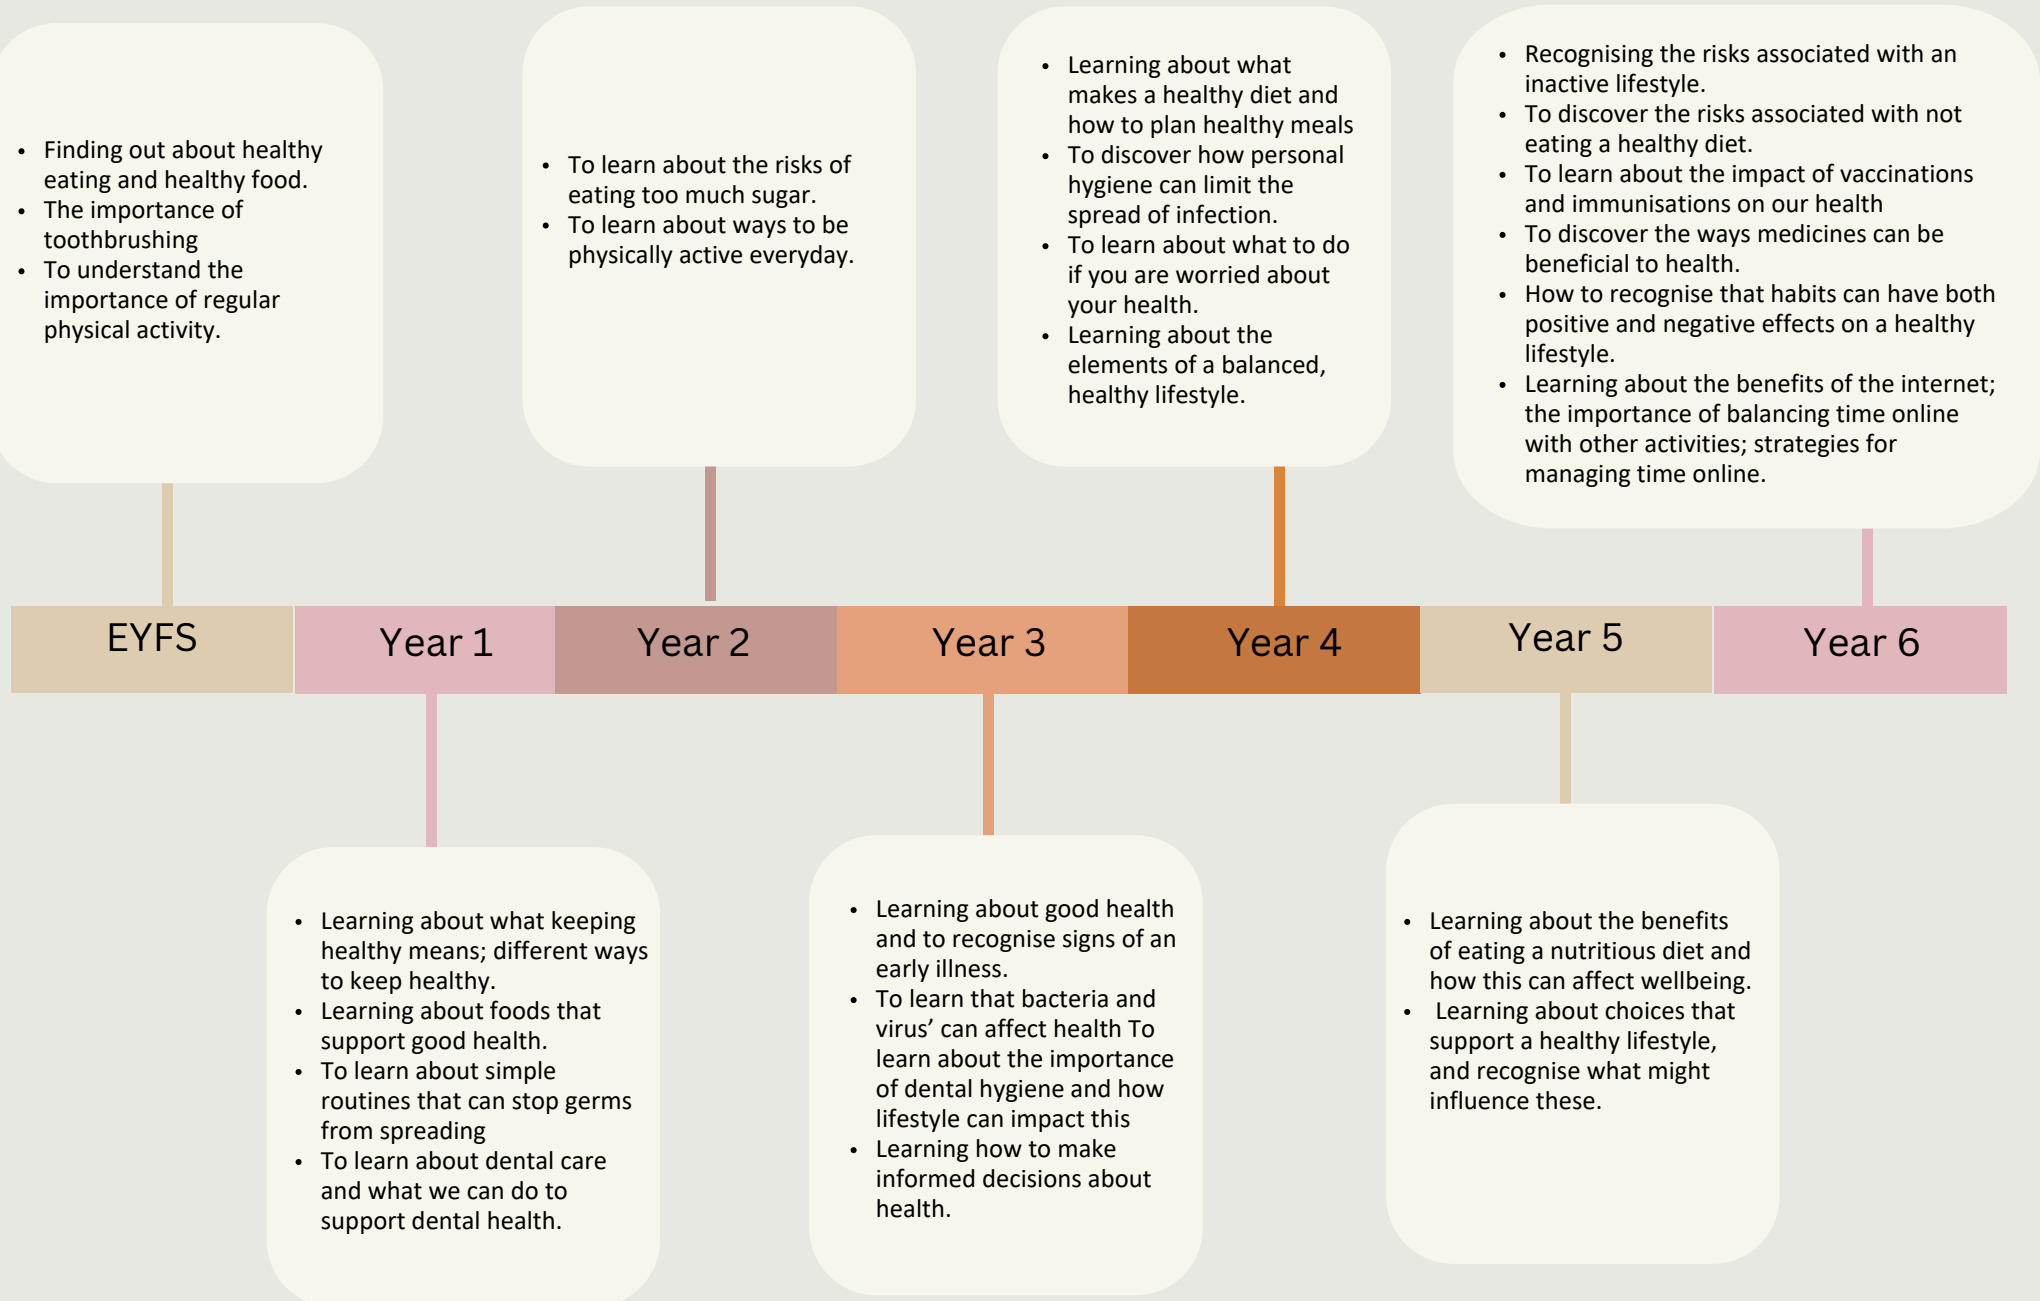 • Finding out about healthy
eating and healthy food.
• The importance of
toothbrushing
• To understand the
importance of regular
physical activity.
• To learn about the risks of
eating too much sugar.
• To learn about ways to be
physically active everyday.
• Learning about what
makes a healthy diet and
how to plan healthy meals
• To discover how personal
hygiene can limit the
spread of infection.
• To learn about what to do
if you are worried about
your health.
• Learning about the
elements of a balanced,
healthy lifestyle.
• Recognising the risks associated with an
inactive lifestyle.
• To discover the risks associated with not
eating a healthy diet.
• To learn about the impact of vaccinations
and immunisations on our health
• To discover the ways medicines can be
beneficial to health.
• How to recognise that habits can have both
positive and negative effects on a healthy
lifestyle.
• Learning about the benefits of the internet;
the importance of balancing time online
with other activities; strategies for
managing time online.
EYFS
Year 1
Year 2
Year 3
Year 4
Year 5
Year 6
• Learning about what keeping
healthy means; different ways
to keep healthy.
• Learning about foods that
support good health.
• To learn about simple
routines that can stop germs
from spreading
• To learn about dental care
and what we can do to
support dental health.
• Learning about good health
and to recognise signs of an
early illness.
• To learn that bacteria and
virus’ can affect health To
learn about the importance
of dental hygiene and how
lifestyle can impact this
• Learning how to make
informed decisions about
health.
• Learning about the benefits
of eating a nutritious diet and
how this can affect wellbeing.
• Learning about choices that
support a healthy lifestyle,
and recognise what might
influence these.